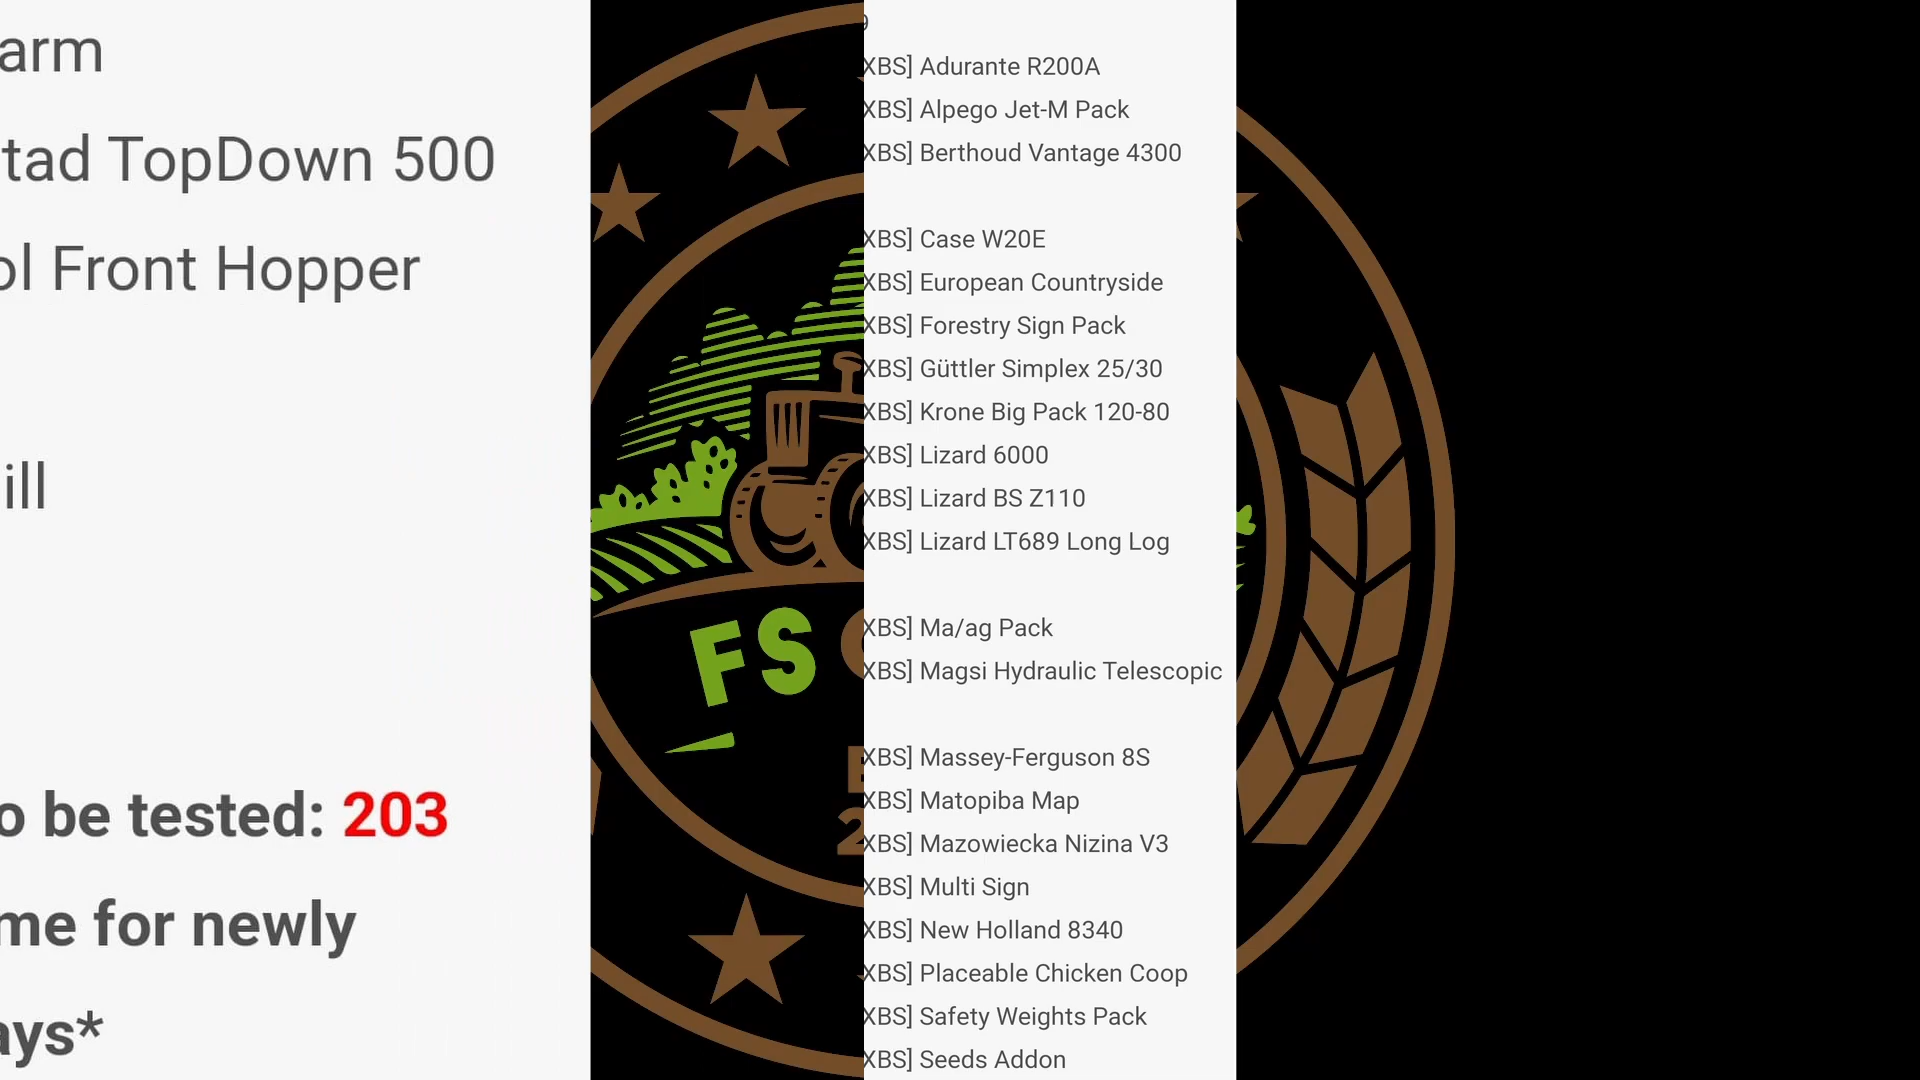 arm
tad TopDown 500
ol Front Hopper
ill
o be tested: 203
me for newly
ays*
FS
XBS] Adurante R200A
XBS] Alpego Jet-M Pack
XBS] Berthoud Vantage 4300
XBS] Case W20E
XBS] European Countryside
XBS] Forestry Sign Pack
XBS] Güttler Simplex 25/30
XBS] Krone Big Pack 120-80
XBS] Lizard 6000
XBS] Lizard BS Z110
XBS] Lizard LT689 Long Log
XBS] Ma/ag Pack
XBS] Magsi Hydraulic Telescopic
XBS] Massey-Ferguson 8S
XBS] Matopiba Map
XBS] Mazowiecka Nizina V3
XBS] Multi Sign
XBS] New Holland 8340
XBS] Placeable Chicken Coop
XBS] Safety Weights Pack
XBS] Seeds Addon